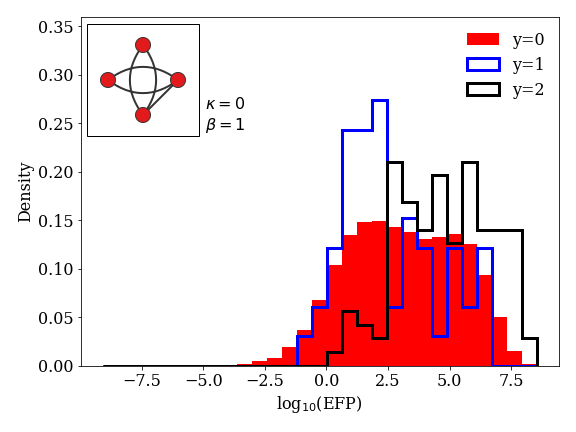 0.35
0.30
0.25
0.20
0.15
0.10
0.05
0.00
Density
κ = 0
β = 1
y=0
y=1
y=2
−7.5 −5.0 −2.5 0.0 2.5 5.0 7.5
log₁₀(EFP)